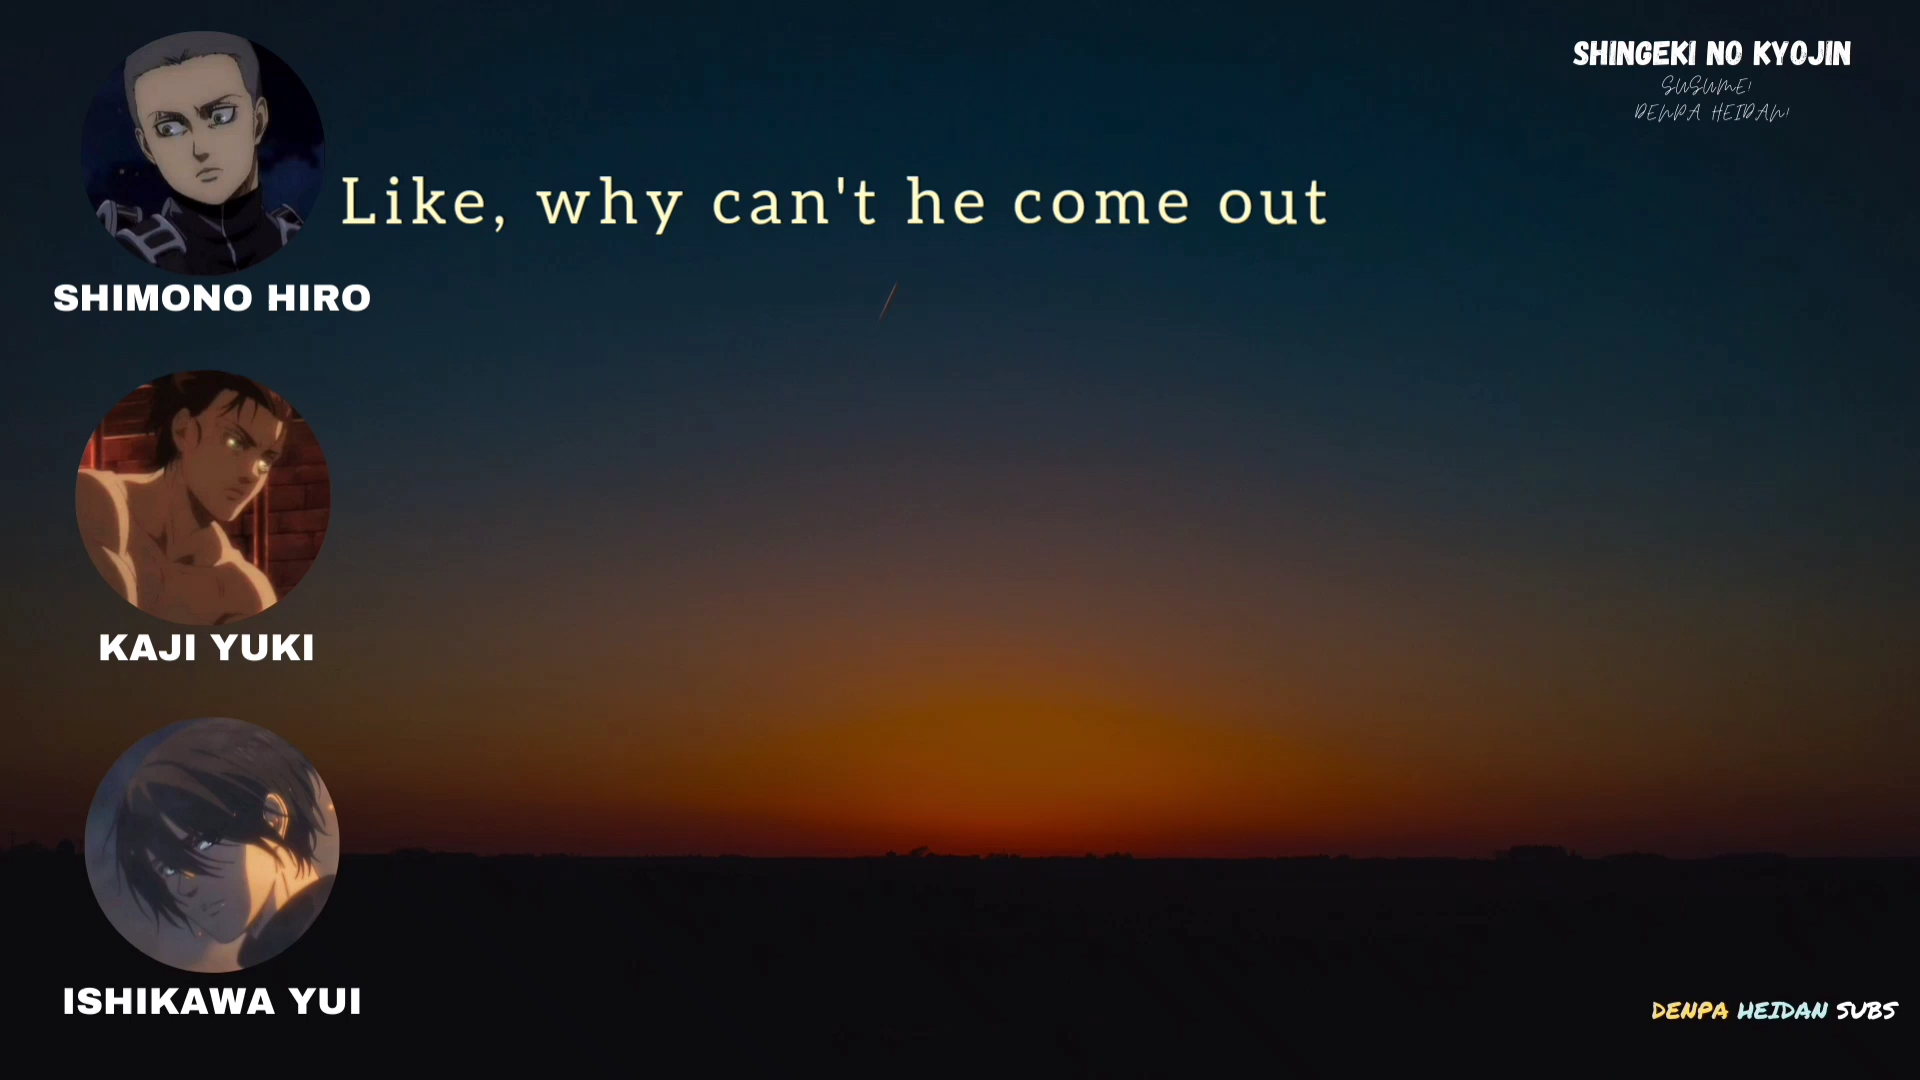 SHINGEKI NO KYOJIN
SUSUME!
DENPA HEIDAN!
Like, why can't he come out
SHIMONO HIRO
KAJI YUKI
ISHIKAWA YUI
DENPA HEIDAN SUBS